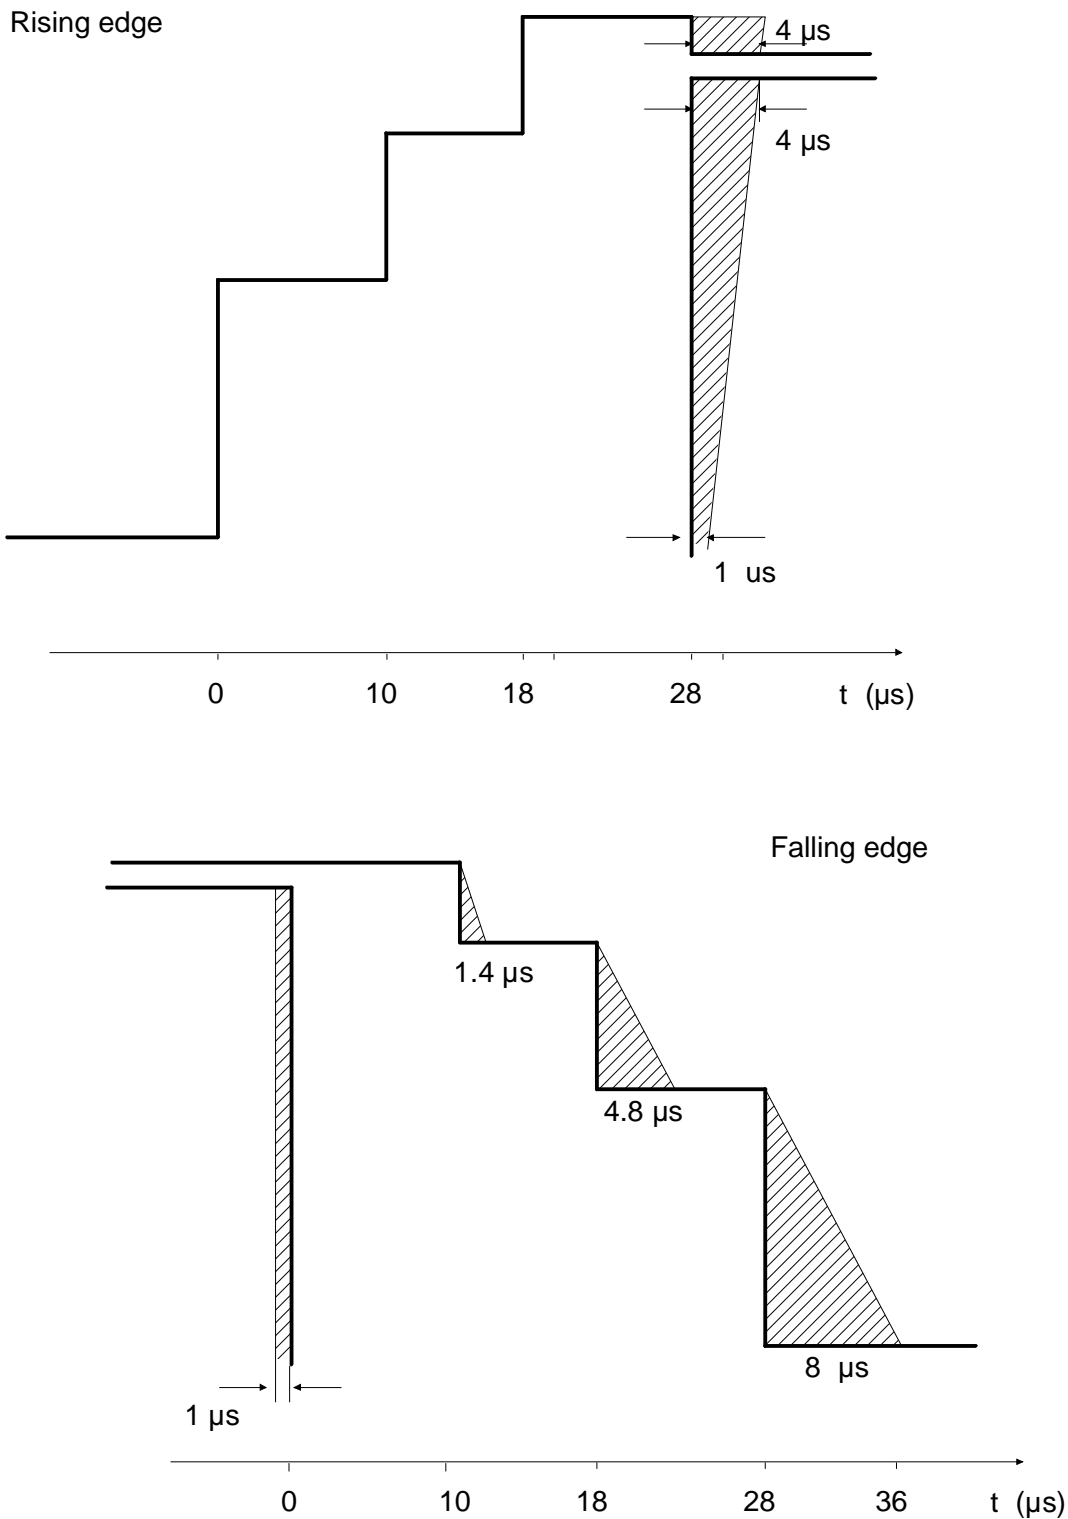 Rising edge
4 µs
4 µs
1 us
0 10 18 28 t (µs)
Falling edge
1.4 µs
4.8 µs
8 µs
1 µs
0 10 18 28 36 t (µs)